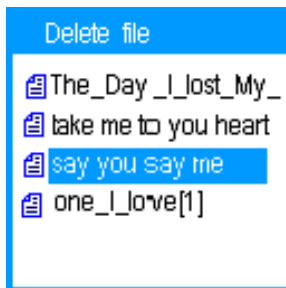 Delete file
The_Day _I_lost_My_
take me to you heart
say you say me
one_I_love[1]